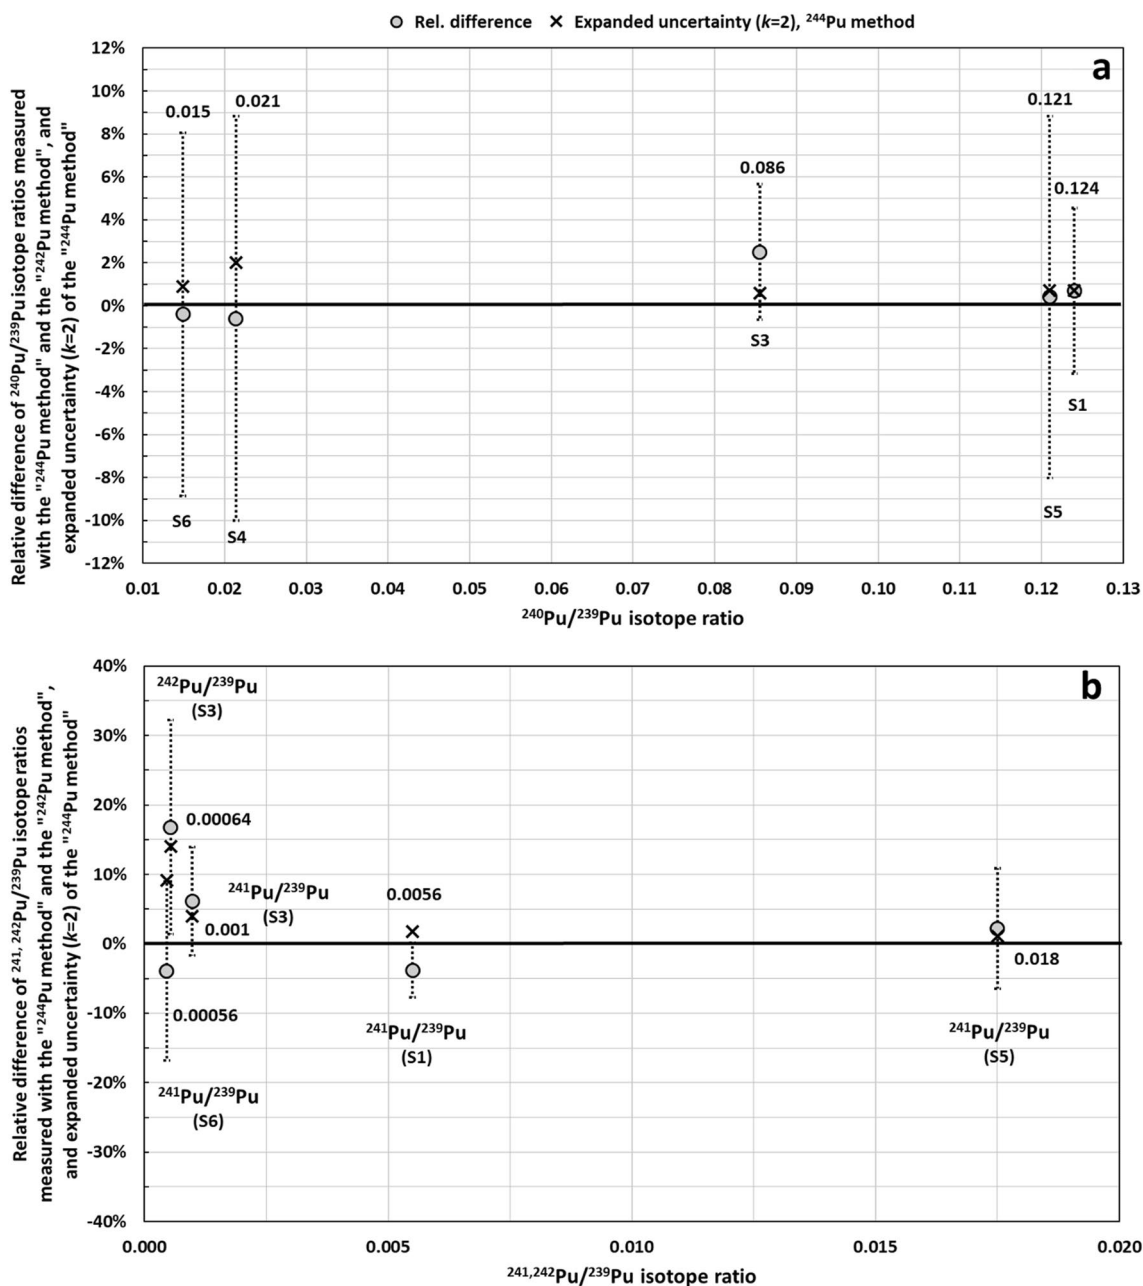 Rel. difference Expanded uncertainty (k=2), ²⁴⁴Pu method
a
Relative difference of ²⁴⁰Pu/²³⁹Pu isotope ratios measured
with the "²⁴⁴Pu method" and the "²⁴²Pu method", and
expanded uncertainty (k=2) of the "²⁴⁴Pu method"
12%
10%
8%
6%
4%
2%
0%
-2%
-4%
-6%
-8%
-10%
-12%
0.015
0.021
0.086
0.121
0.124
S6
S4
S3
S5
S1
0.01 0.02 0.03 0.04 0.05 0.06 0.07 0.08 0.09 0.10 0.11 0.12 0.13
²⁴⁰Pu/²³⁹Pu isotope ratio
b
Relative difference of ²⁴¹, ²⁴²Pu/²³⁹Pu isotope ratios
measured with the "²⁴⁴Pu method" and the "²⁴²Pu method",
and expanded uncertainty (k=2) of the "²⁴⁴Pu method"
40%
30%
20%
10%
0%
-10%
-20%
-30%
-40%
²⁴²Pu/²³⁹Pu
(S3)
0.00064
²⁴¹Pu/²³⁹Pu
(S3)
0.001
0.00056
²⁴¹Pu/²³⁹Pu
(S6)
0.0056
²⁴¹Pu/²³⁹Pu
(S1)
0.018
²⁴¹Pu/²³⁹Pu
(S5)
0.000 0.005 0.010 0.015 0.020
²⁴¹,²⁴²Pu/²³⁹Pu isotope ratio